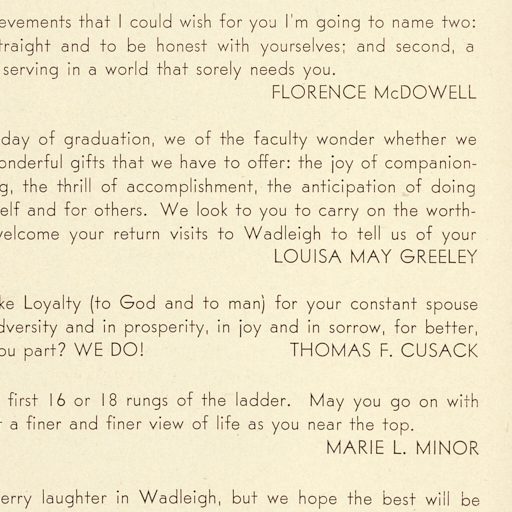 evements that I could wish for you I'm going to name two:
traight and to be honest with yourselves; and second, a
serving in a world that sorely needs you.
FLORENCE McDOWELL
day of graduation, we of the faculty wonder whether we
onderful gifts that we have to offer: the joy of companion-
g, the thrill of accomplishment, the anticipation of doing
elf and for others. We look to you to carry on the worth-
elcome your return visits to Wadleigh to tell us of your
LOUISA MAY GREELEY
ke Loyalty (to God and to man) for your constant spouse
dversity and in prosperity, in joy and in sorrow, for better,
ou part? WE DO! THOMAS F. CUSACK
first 16 or 18 rungs of the ladder. May you go on with
a finer and finer view of life as you near the top.
MARIE L. MINOR
erry laughter in Wadleigh, but we hope the best will be